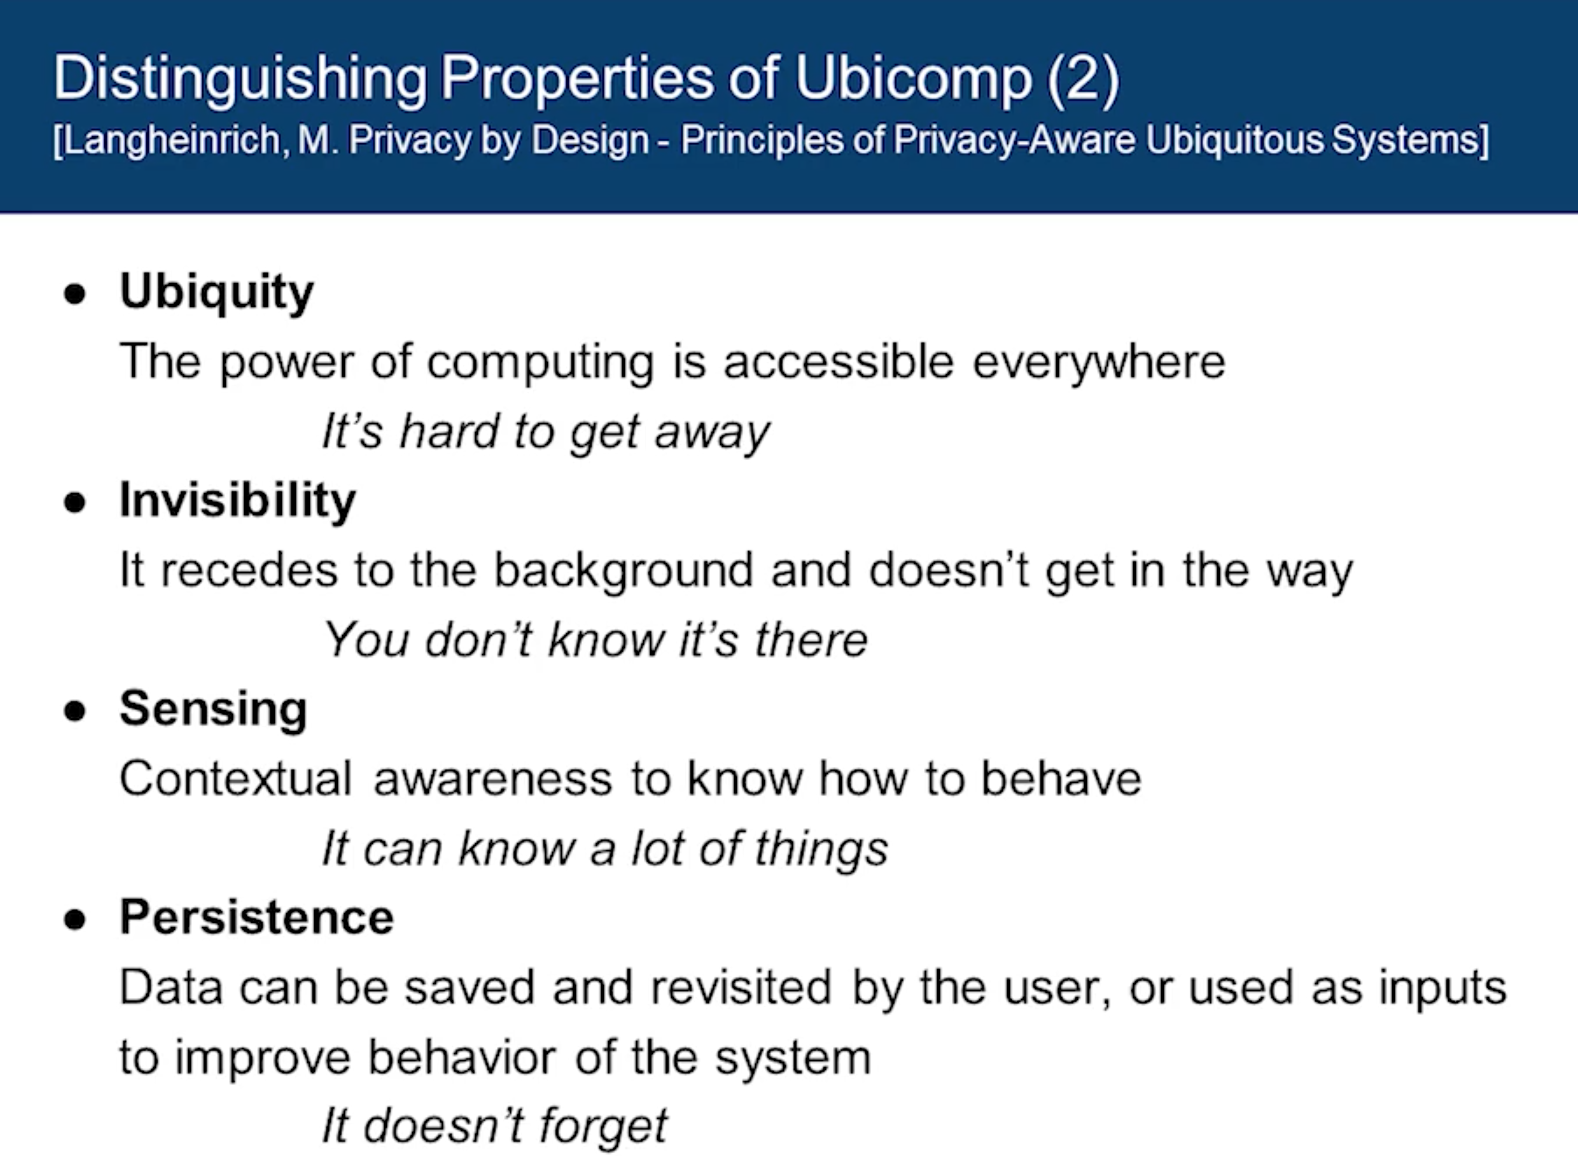 Distinguishing Properties of Ubicomp (2)
[Langheinrich, M. Privacy by Design - Principles of Privacy-Aware Ubiquitous Systems]
● Ubiquity
The power of computing is accessible everywhere
It’s hard to get away
● Invisibility
It recedes to the background and doesn’t get in the way
You don’t know it’s there
● Sensing
Contextual awareness to know how to behave
It can know a lot of things
● Persistence
Data can be saved and revisited by the user, or used as inputs
to improve behavior of the system
It doesn’t forget